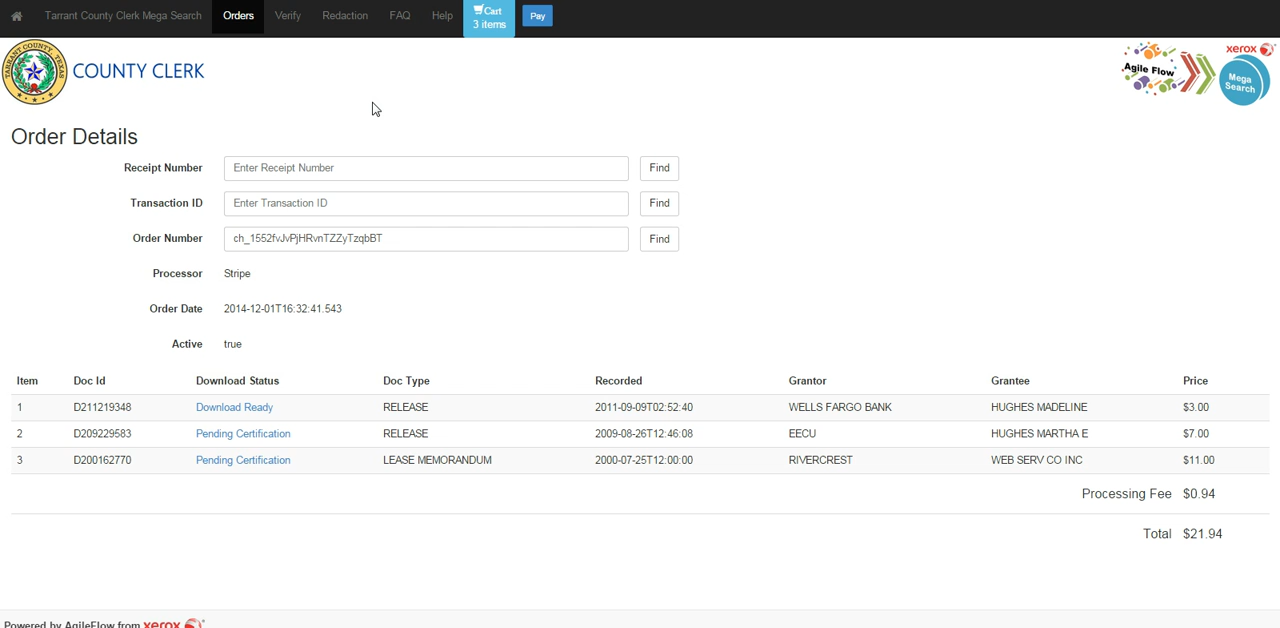 Tarrant County Clerk Mega Search Orders Verify Redaction FAQ Help Cart Pay
3 items
TARRANT COUNTY, TEXAS
COUNTY CLERK
Agile Flow
xerox
Mega
Search
Order Details
Receipt Number Enter Receipt Number Find
Transaction ID Enter Transaction ID Find
Order Number ch_1552fvJvPjHRvnTZZyTzqbBT Find
Processor Stripe
Order Date 2014-12-01T16:32:41.543
Active true
Item Doc Id Download Status Doc Type Recorded Grantor Grantee Price
1 D211219348 Download Ready RELEASE 2011-09-09T02:52:40 WELLS FARGO BANK HUGHES MADELINE $3.00
2 D209229583 Pending Certification RELEASE 2009-08-26T12:46:08 EECU HUGHES MARTHA E $7.00
3 D200162770 Pending Certification LEASE MEMORANDUM 2000-07-25T12:00:00 RIVERCREST WEB SERV CO INC $11.00
Processing Fee $0.94
Total $21.94
Powered by AgileFlow from xerox